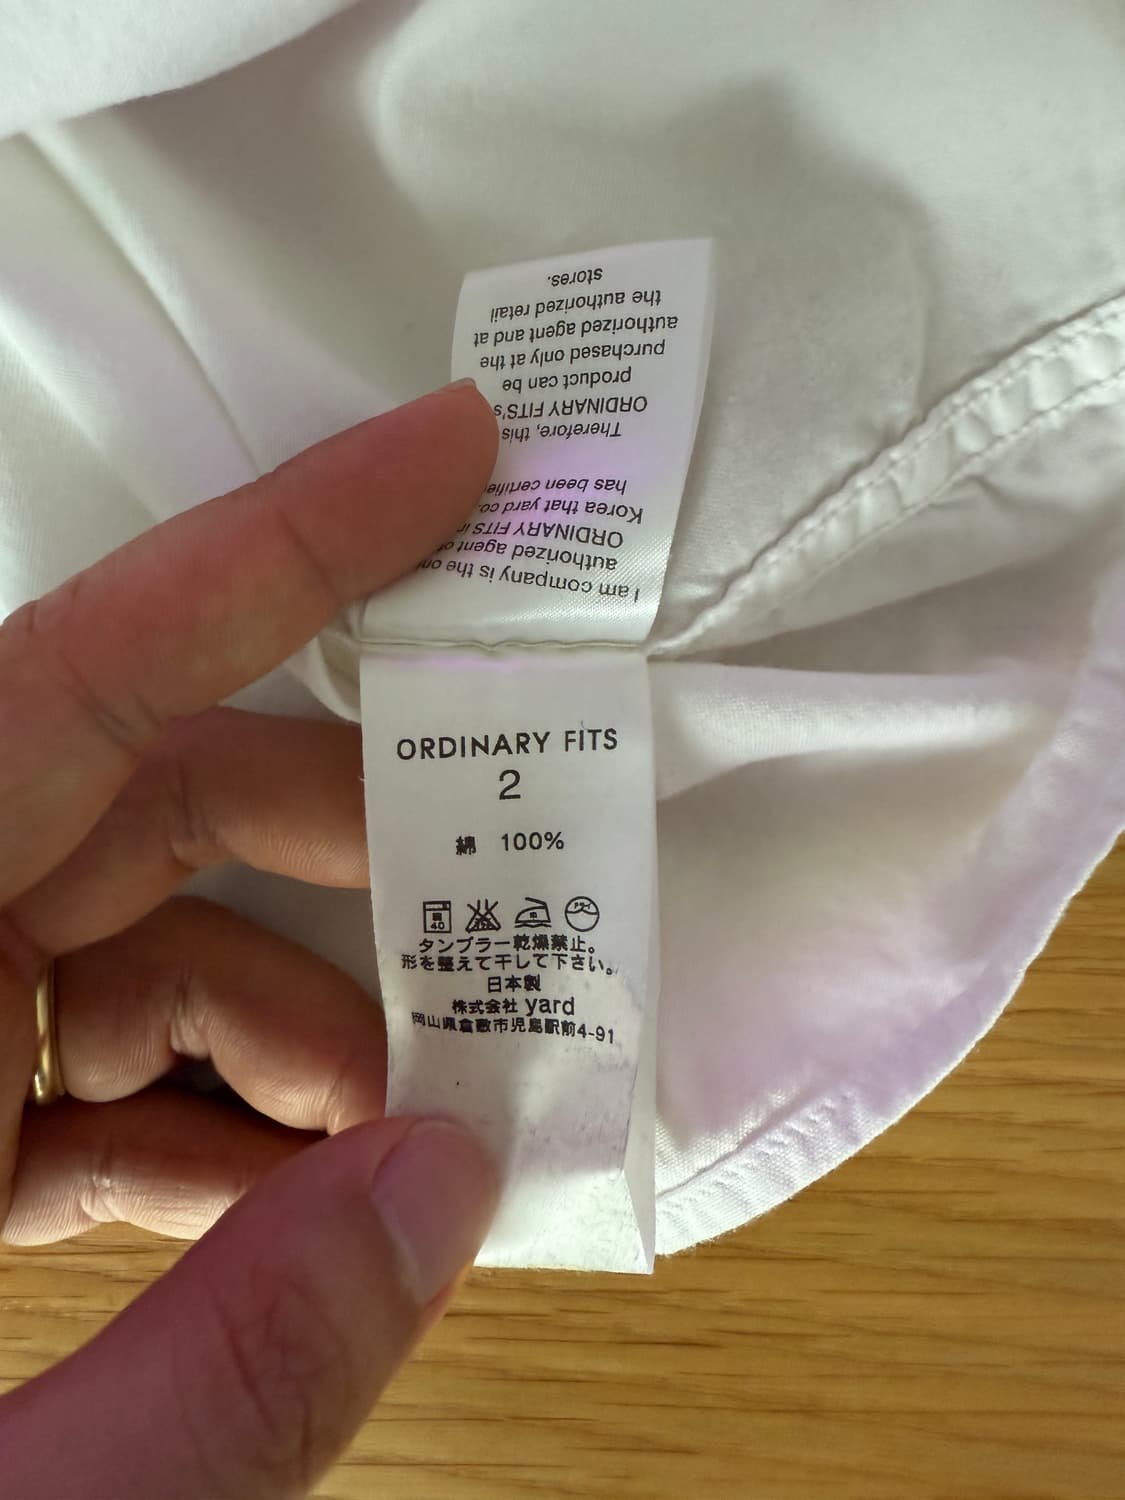 stores.
the authorized retail
authorized agent and at
purchased only at the
product can be
ORDINARY FITS's
Therefore, this
has been
Korea that yard co.
ORDINARY FITS in
authorized agent
I am company is the
ORDINARY FITS
2
綿 100%
40
ドライ
タンブラー乾燥禁止。
形を整えて干して下さい。
日本製
株式会社 yard
岡山県倉敷市児島駅前4-91